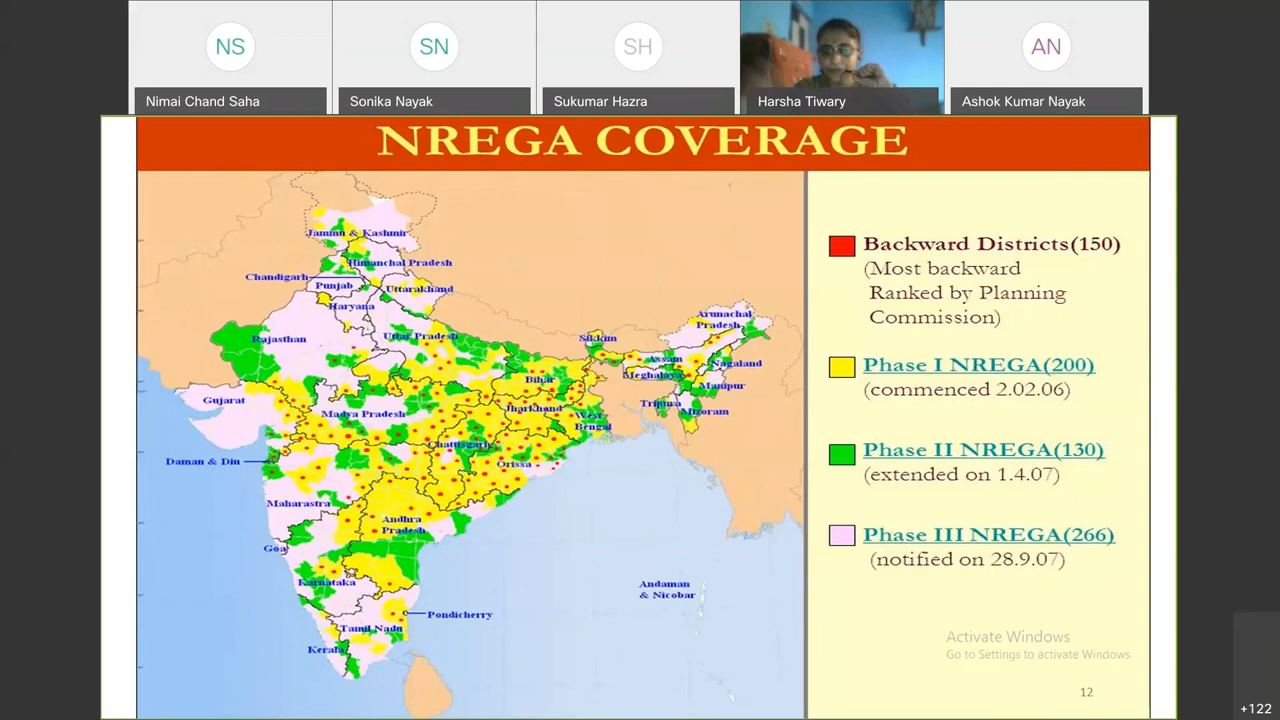 NS
SN
SH
AN
Nimai Chand Saha
Sonika Nayak
Sukumar Hazra
Harsha Tiwary
Ashok Kumar Nayak
NREGA COVERAGE
Jammu & Kashmir
Himanchal Pradesh
Chandigarh
Punjab
Uttarakhand
Haryana
Rajasthan
Uttar Pradesh
Sikkim
Arunachal
Pradesh
Assam
Nagaland
Meghalaya
Manipur
Bihar
Gujarat
Madya Pradesh
Jharkhand
West
Bengal
Tripura
Mizoram
Chattisgarh
Daman & Diu
Orissa
Maharastra
Andhra
Pradesh
Goa
Karnataka
Andaman
& Nicobar
Pondicherry
Tamil Nadu
Kerala
Backward Districts(150)
(Most backward
Ranked by Planning
Commission)
Phase I NREGA(200)
(commenced 2.02.06)
Phase II NREGA(130)
(extended on 1.4.07)
Phase III NREGA(266)
(notified on 28.9.07)
Activate Windows
Go to Settings to activate Windows.
12
+122